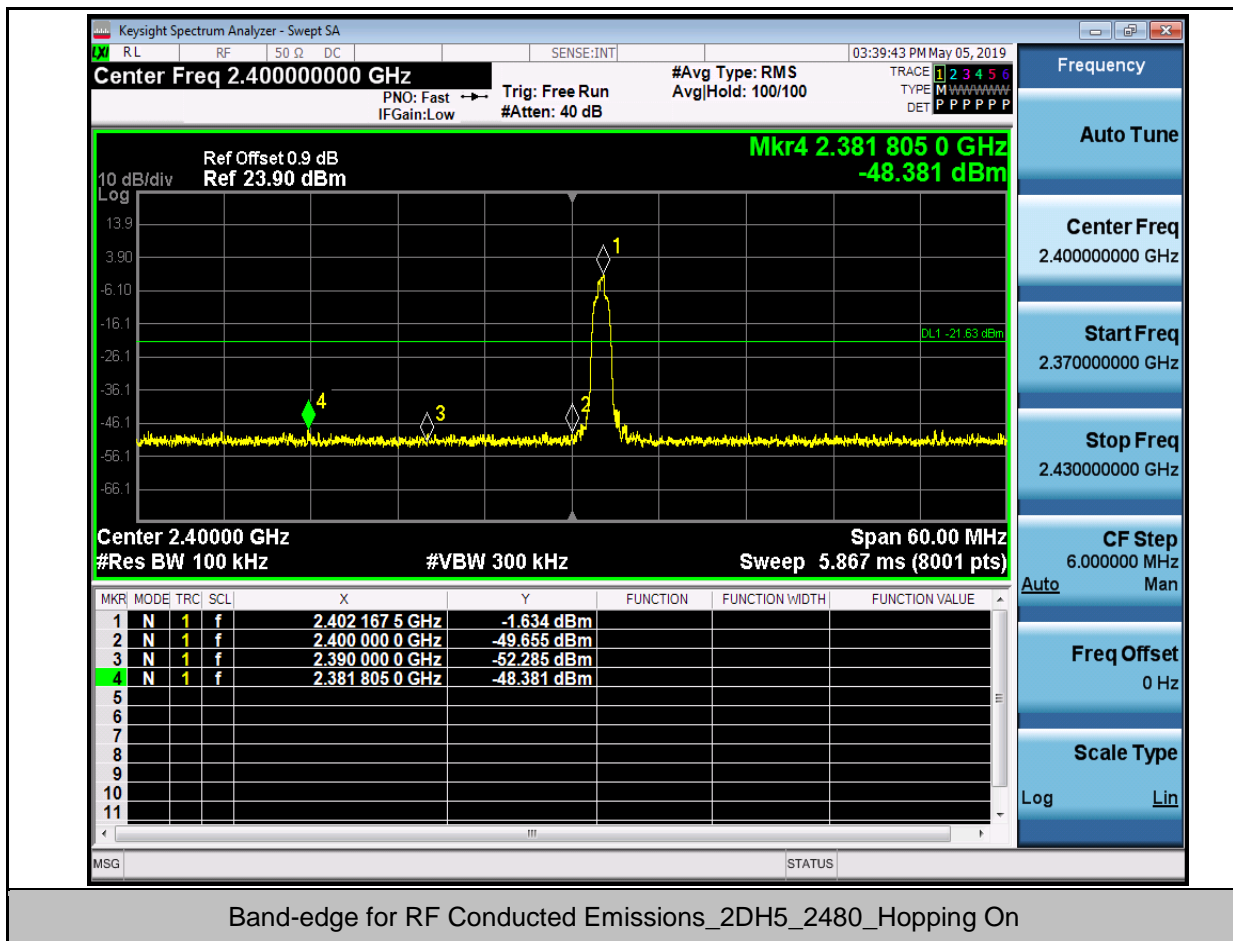 Keysight Spectrum Analyzer - Swept SA
LXI RL RF 50 Ω DC SENSE:INT 03:39:43 PM May 05, 2019
Center Freq 2.400000000 GHz
PNO: Fast
IFGain:Low
Trig: Free Run
#Atten: 40 dB
#Avg Type: RMS
Avg|Hold: 100/100
TRACE 1 2 3 4 5 6
TYPE M WWWWW
DET P P P P P P
Ref Offset 0.9 dB
10 dB/div Ref 23.90 dBm
Log
Mkr4 2.381 805 0 GHz
-48.381 dBm
13.9
3.90
-6.10
-16.1
-26.1
-36.1
-46.1
-56.1
-66.1
1
DL1 -21.63 dBm
4
3
2
Center 2.40000 GHz Span 60.00 MHz
#Res BW 100 kHz #VBW 300 kHz Sweep 5.867 ms (8001 pts)
MKR MODE TRC SCL X Y FUNCTION FUNCTION WIDTH FUNCTION VALUE
1 N 1 f 2.402 167 5 GHz -1.634 dBm
2 N 1 f 2.400 000 0 GHz -49.655 dBm
3 N 1 f 2.390 000 0 GHz -52.285 dBm
4 N 1 f 2.381 805 0 GHz -48.381 dBm
5
6
7
8
9
10
11
MSG STATUS
Frequency
Auto Tune
Center Freq
2.400000000 GHz
Start Freq
2.370000000 GHz
Stop Freq
2.430000000 GHz
CF Step
6.000000 MHz
Auto Man
Freq Offset
0 Hz
Scale Type
Log Lin
Band-edge for RF Conducted Emissions_2DH5_2480_Hopping On